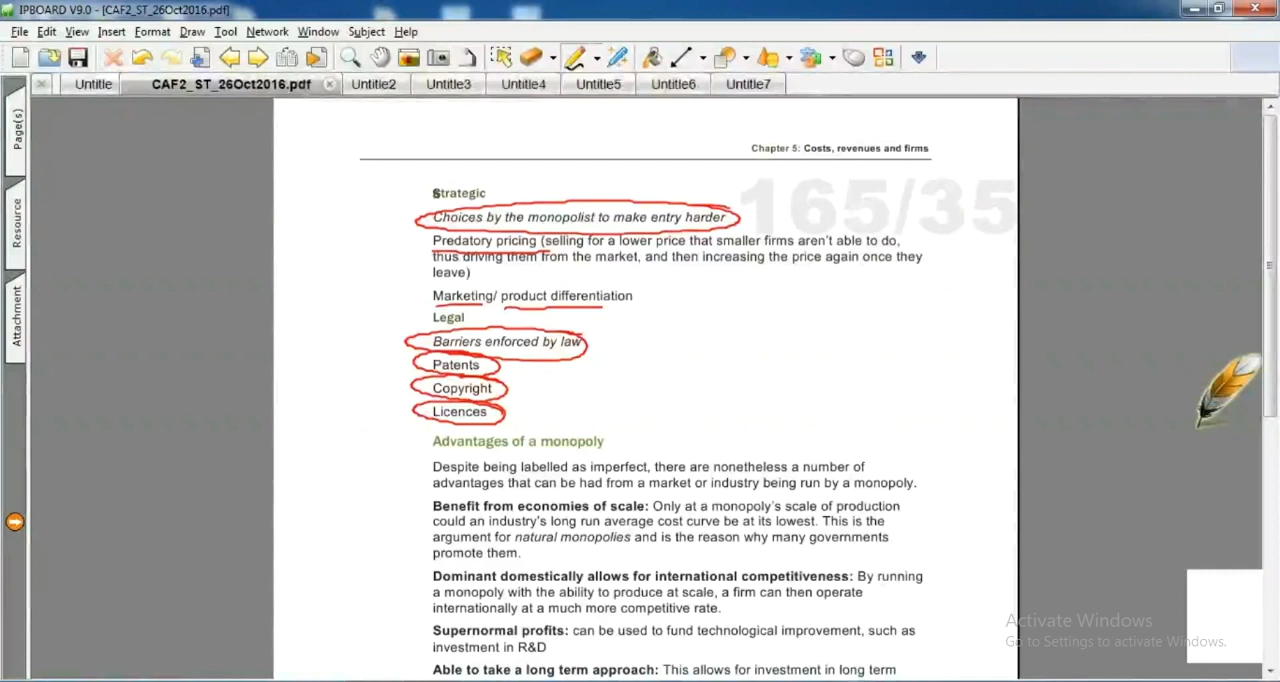 IPBOARD V9.0 - [CAF2_ST_26Oct2016.pdf]
File Edit View Insert Format Draw Tool Network Window Subject Help
Untitle CAF2_ST_26Oct2016.pdf Untitle2 Untitle3 Untitle4 Untitle5 Untitle6 Untitle7
Page(s)
Resource
Attachment
Chapter 5: Costs, revenues and firms
165/35
Strategic
Choices by the monopolist to make entry harder
Predatory pricing (selling for a lower price that smaller firms aren't able to do,
thus driving them from the market, and then increasing the price again once they
leave)
Marketing/ product differentiation
Legal
Barriers enforced by law
Patents
Copyright
Licences
Advantages of a monopoly
Despite being labelled as imperfect, there are nonetheless a number of
advantages that can be had from a market or industry being run by a monopoly.
Benefit from economies of scale: Only at a monopoly's scale of production
could an industry's long run average cost curve be at its lowest. This is the
argument for natural monopolies and is the reason why many governments
promote them.
Dominant domestically allows for international competitiveness: By running
a monopoly with the ability to produce at scale, a firm can then operate
internationally at a much more competitive rate.
Supernormal profits: can be used to fund technological improvement, such as
investment in R&D
Able to take a long term approach: This allows for investment in long term
Activate Windows
Go to Settings to activate Windows.